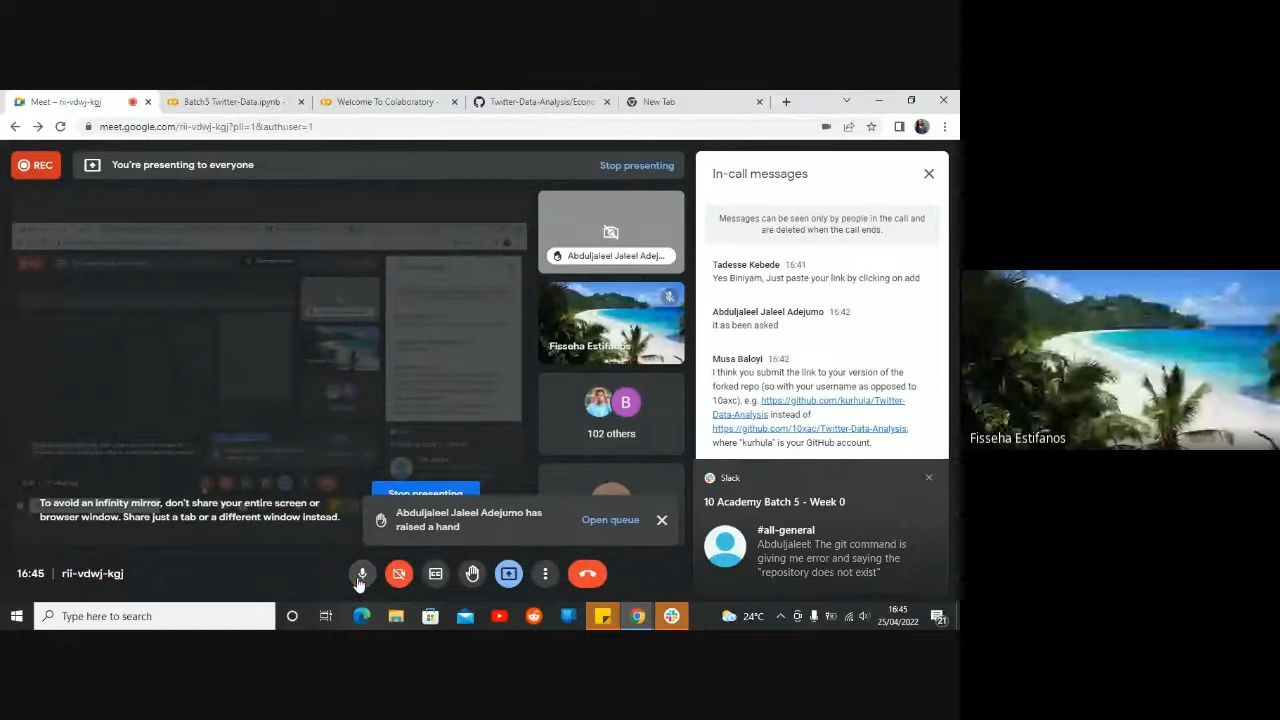 Meet – rii-vdwj-kgj
Batch5 Twitter-Data.ipynb -
Welcome To Colaboratory -
Twitter-Data-Analysis/Econo
New Tab
meet.google.com/rii-vdwj-kgj?pli=1&authuser=1
REC
You're presenting to everyone
Stop presenting
In-call messages
Messages can be seen only by people in the call and
are deleted when the call ends.
Abduljaleel Jaleel Adej...
Tadesse Kebede 16:41
Yes Biniyam, Just paste your link by clicking on add
Abduljaleel Jaleel Adejumo 16:42
it as been asked
Fisseha Estifanos
Musa Baloyi 16:42
I think you submit the link to your version of the
forked repo (so with your username as opposed to
10axc), e.g. https://github.com/kurhula/Twitter-
Data-Analysis instead of
https://github.com/10xac/Twitter-Data-Analysis,
where "kurhula" is your GitHub account.
B
102 others
Fisseha Estifanos
Slack
10 Academy Batch 5 - Week 0
#all-general
Abduljaleel: The git command is
giving me error and saying the
"repository does not exist"
Stop presenting
To avoid an infinity mirror, don't share your entire screen or
browser window. Share just a tab or a different window instead.
Abduljaleel Jaleel Adejumo has
raised a hand
Open queue
16:45 | rii-vdwj-kgj
Type here to search
24°C
16:45
25/04/2022
21